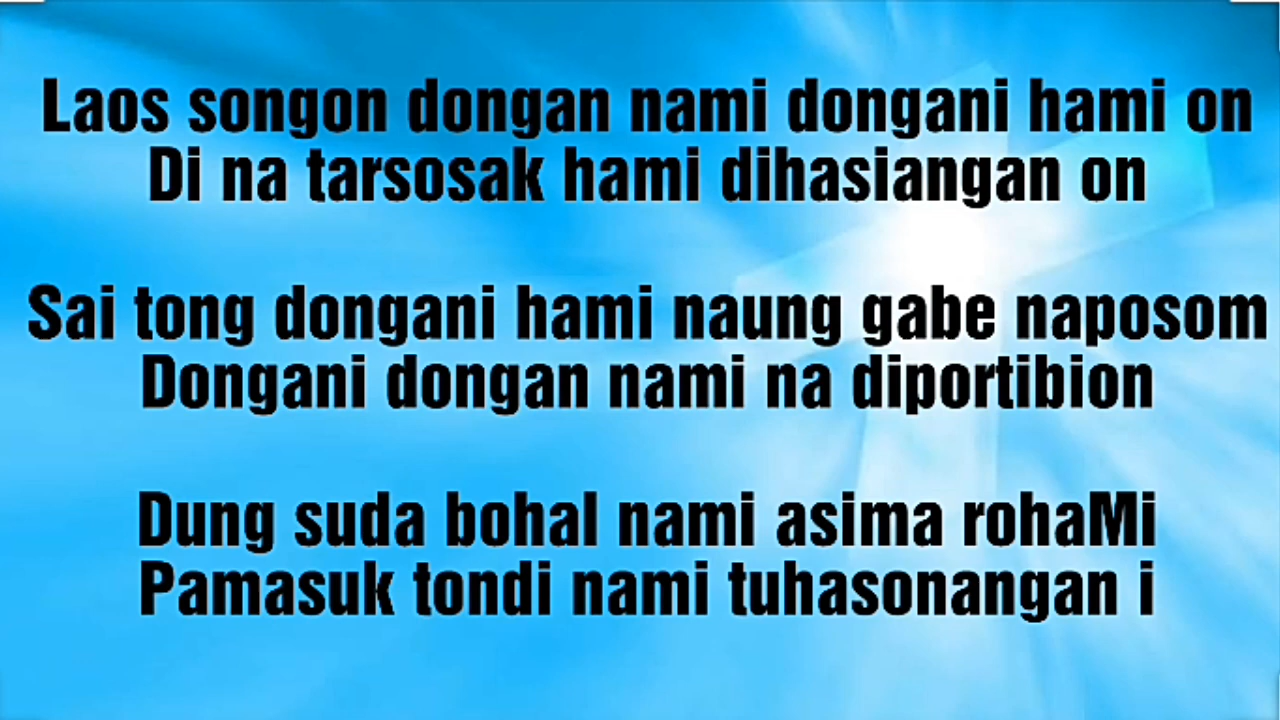 Laos songon dongan nami dongani hami on
Di na tarsosak hami dihasiangan on
Sai tong dongani hami naung gabe naposom
Dongani dongan nami na diportibion
Dung suda bohal nami asima rohaMi
Pamasuk tondi nami tuhasonangan i